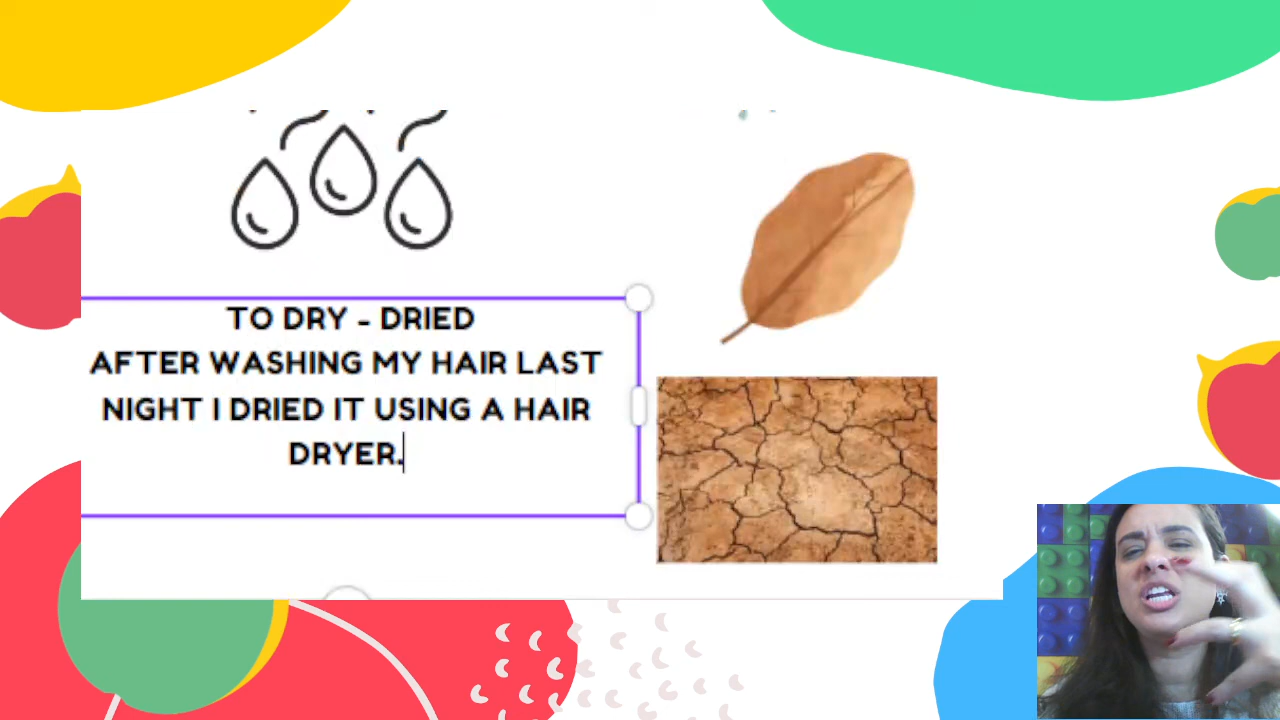 TO DRY - DRIED
AFTER WASHING MY HAIR LAST
NIGHT I DRIED IT USING A HAIR
DRYER.